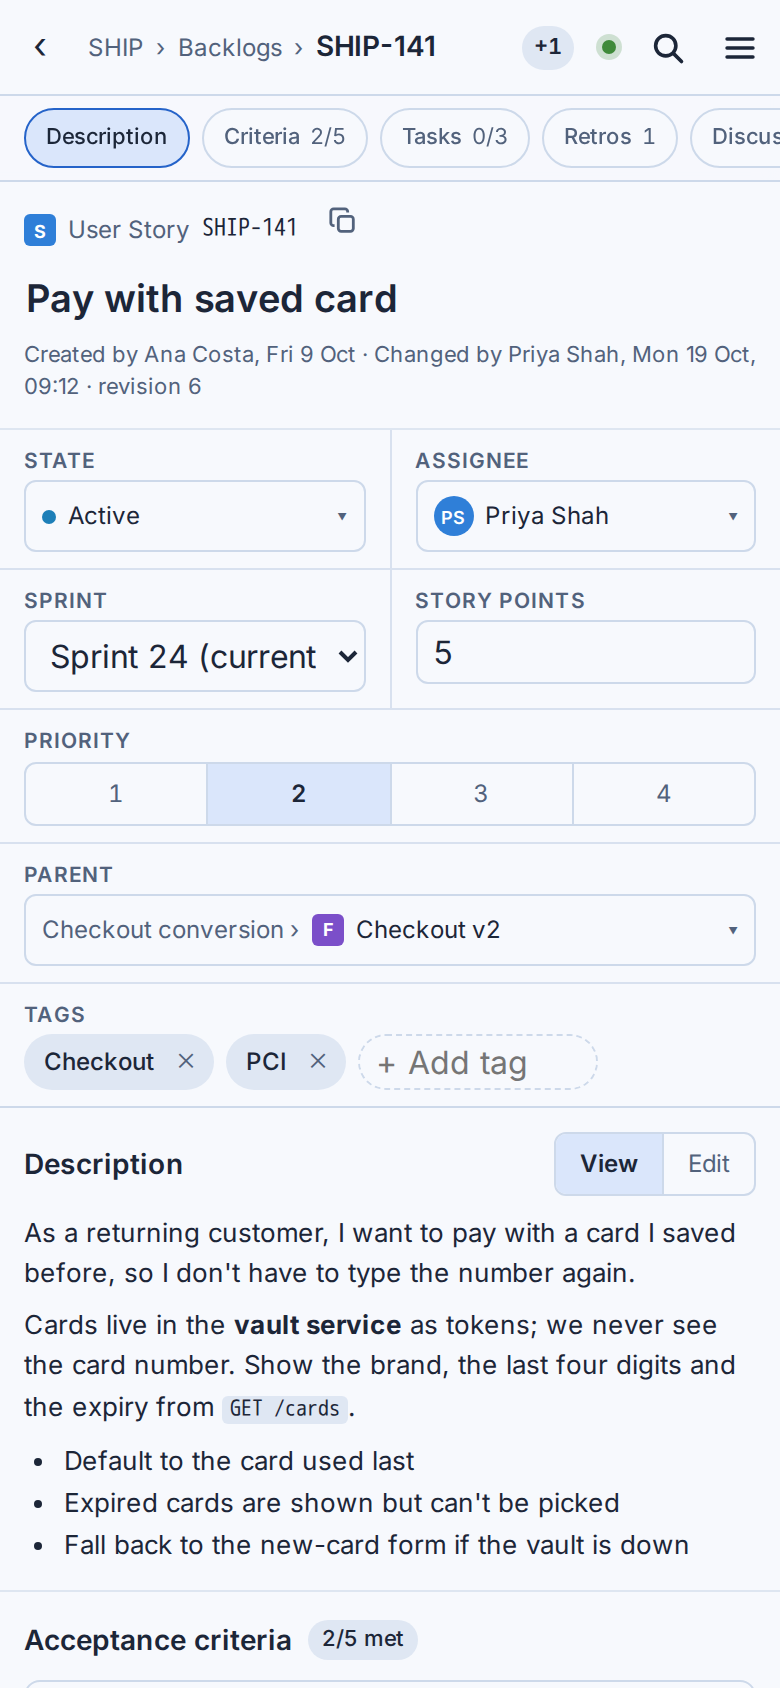 ‹ SHIP › Backlogs › SHIP-141 +1
Description Criteria 2/5 Tasks 0/3 Retros 1 Discus
S User Story SHIP-141
Pay with saved card
Created by Ana Costa, Fri 9 Oct · Changed by Priya Shah, Mon 19 Oct,
09:12 · revision 6
STATE ASSIGNEE
Active PS Priya Shah
SPRINT STORY POINTS
Sprint 24 (current 5
PRIORITY
1 2 3 4
PARENT
Checkout conversion › F Checkout v2
TAGS
Checkout × PCI × + Add tag
Description View Edit
As a returning customer, I want to pay with a card I saved
before, so I don't have to type the number again.
Cards live in the vault service as tokens; we never see
the card number. Show the brand, the last four digits and
the expiry from GET /cards.
• Default to the card used last
• Expired cards are shown but can't be picked
• Fall back to the new-card form if the vault is down
Acceptance criteria 2/5 met